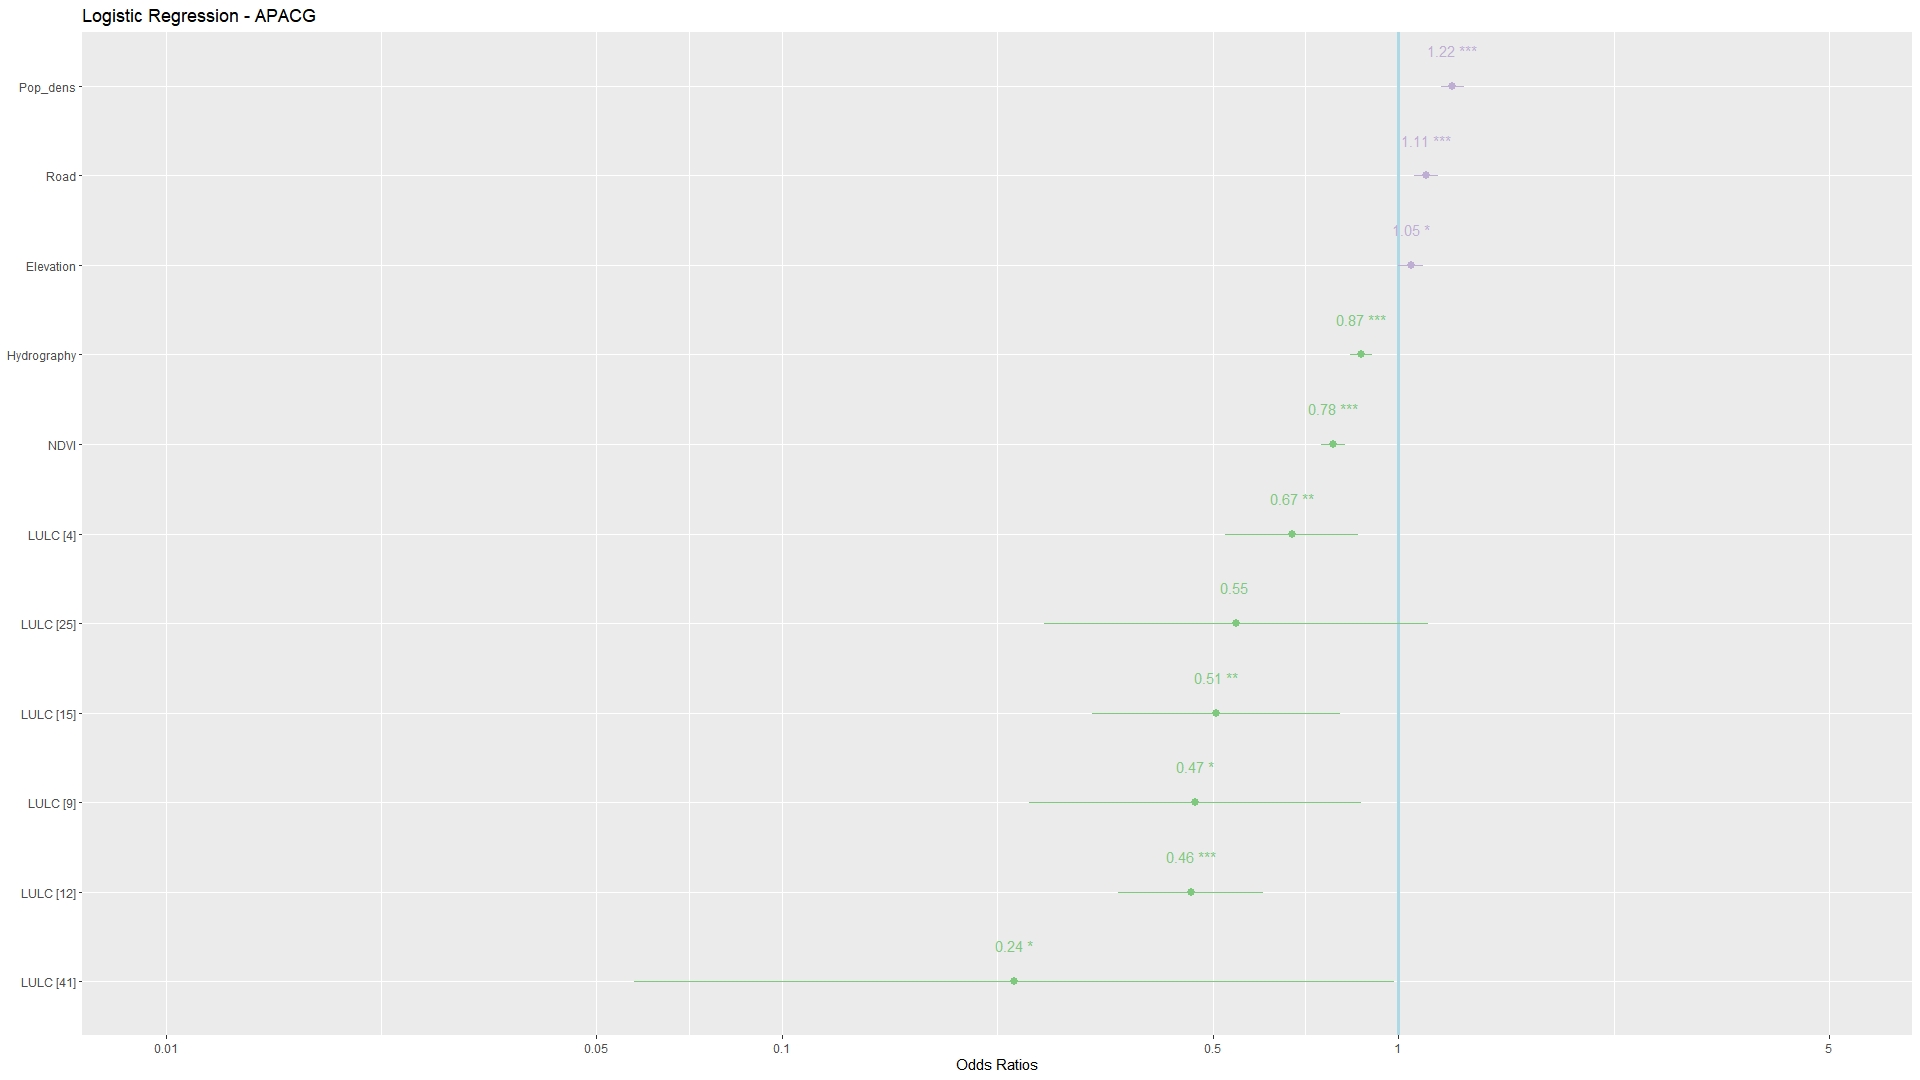 Logistic Regression - APACG
1.22 ***
Pop_dens
1.11 ***
Road
1.05 *
Elevation
0.87 ***
Hydrography
0.78 ***
NDVI
0.67 **
LULC [4]
0.55
LULC [25]
0.51 **
LULC [15]
0.47 *
LULC [9]
0.46 ***
LULC [12]
0.24 *
LULC [41]
0.01 0.05 0.1 0.5 1 5
Odds Ratios